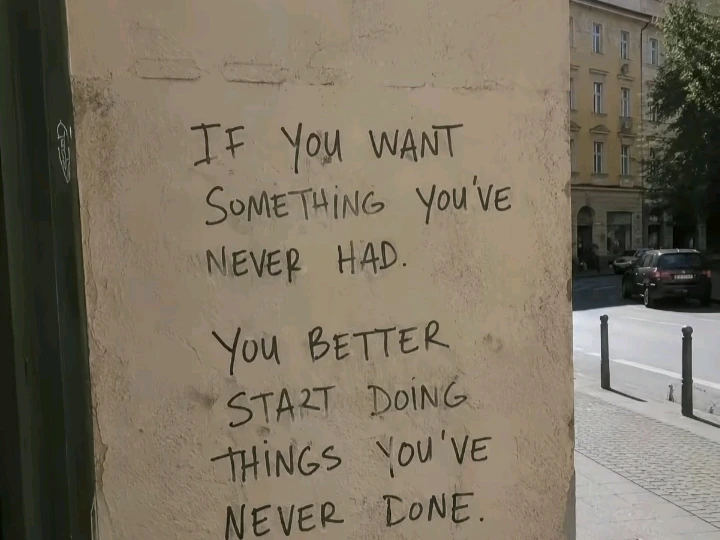 IF YOU WANT
SOMETHING YOU'VE
NEVER HAD.
YOU BETTER
START DOING
THINGS YOU'VE
NEVER DONE.